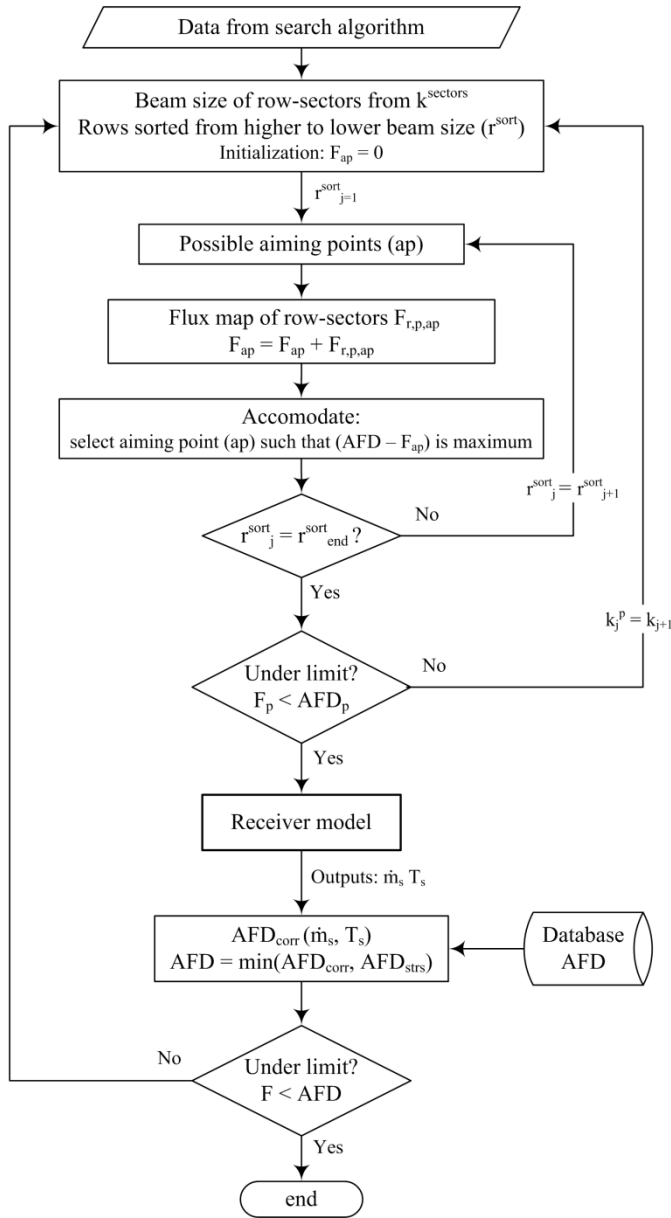 Data from search algorithm
Beam size of row-sectors from k^sectors
Rows sorted from higher to lower beam size (r^sort)
Initialization: F_ap = 0
r^sort_j=1
Possible aiming points (ap)
Flux map of row-sectors F_r,p,ap
F_ap = F_ap + F_r,p,ap
Accomodate:
select aiming point (ap) such that (AFD – F_ap) is maximum
r^sort_j = r^sort_j+1
r^sort_j = r^sort_end ?
No
Yes
k_j^p = k_j+1
Under limit?
F_p < AFD_p
No
Yes
Receiver model
Outputs: ṁ_s T_s
AFD_corr (ṁ_s, T_s)
AFD = min(AFD_corr, AFD_strs)
Database
AFD
No
Under limit?
F < AFD
Yes
end